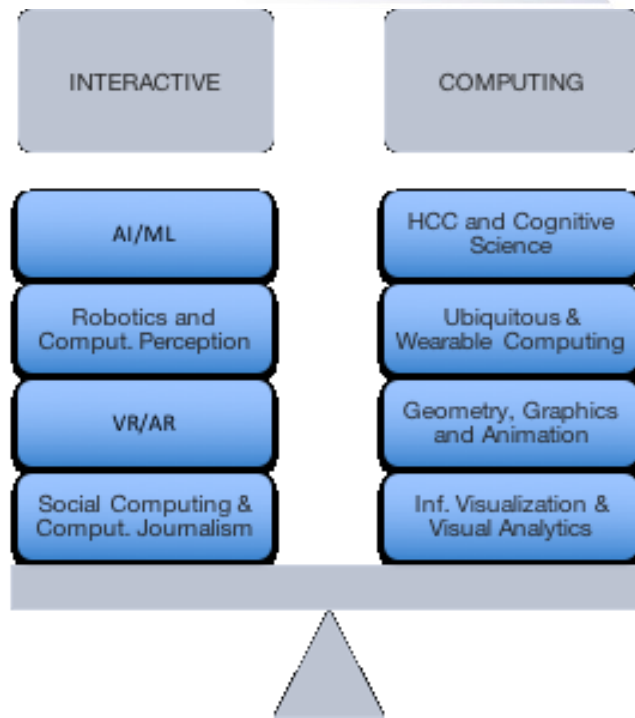 INTERACTIVE
COMPUTING
AI/ML
HCC and Cognitive
Science
Robotics and
Comput. Perception
Ubiquitous &
Wearable Computing
VR/AR
Geometry, Graphics
and Animation
Social Computing &
Comput. Journalism
Inf. Visualization &
Visual Analytics